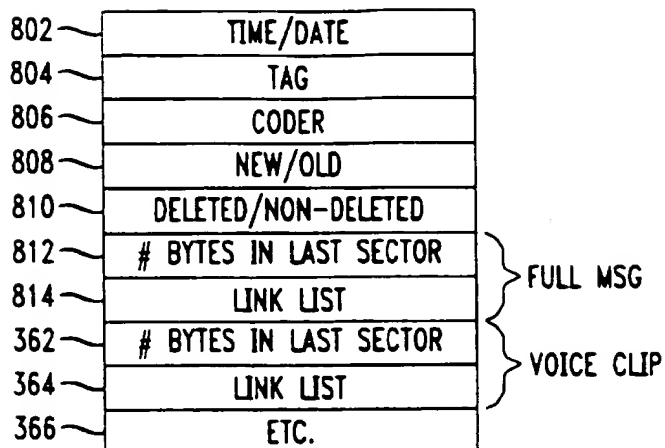 802 TIME/DATE
804 TAG
806 CODER
808 NEW/OLD
810 DELETED/NON-DELETED
812 # BYTES IN LAST SECTOR
FULL MSG
814 LINK LIST
362 # BYTES IN LAST SECTOR
VOICE CLIP
364 LINK LIST
366 ETC.